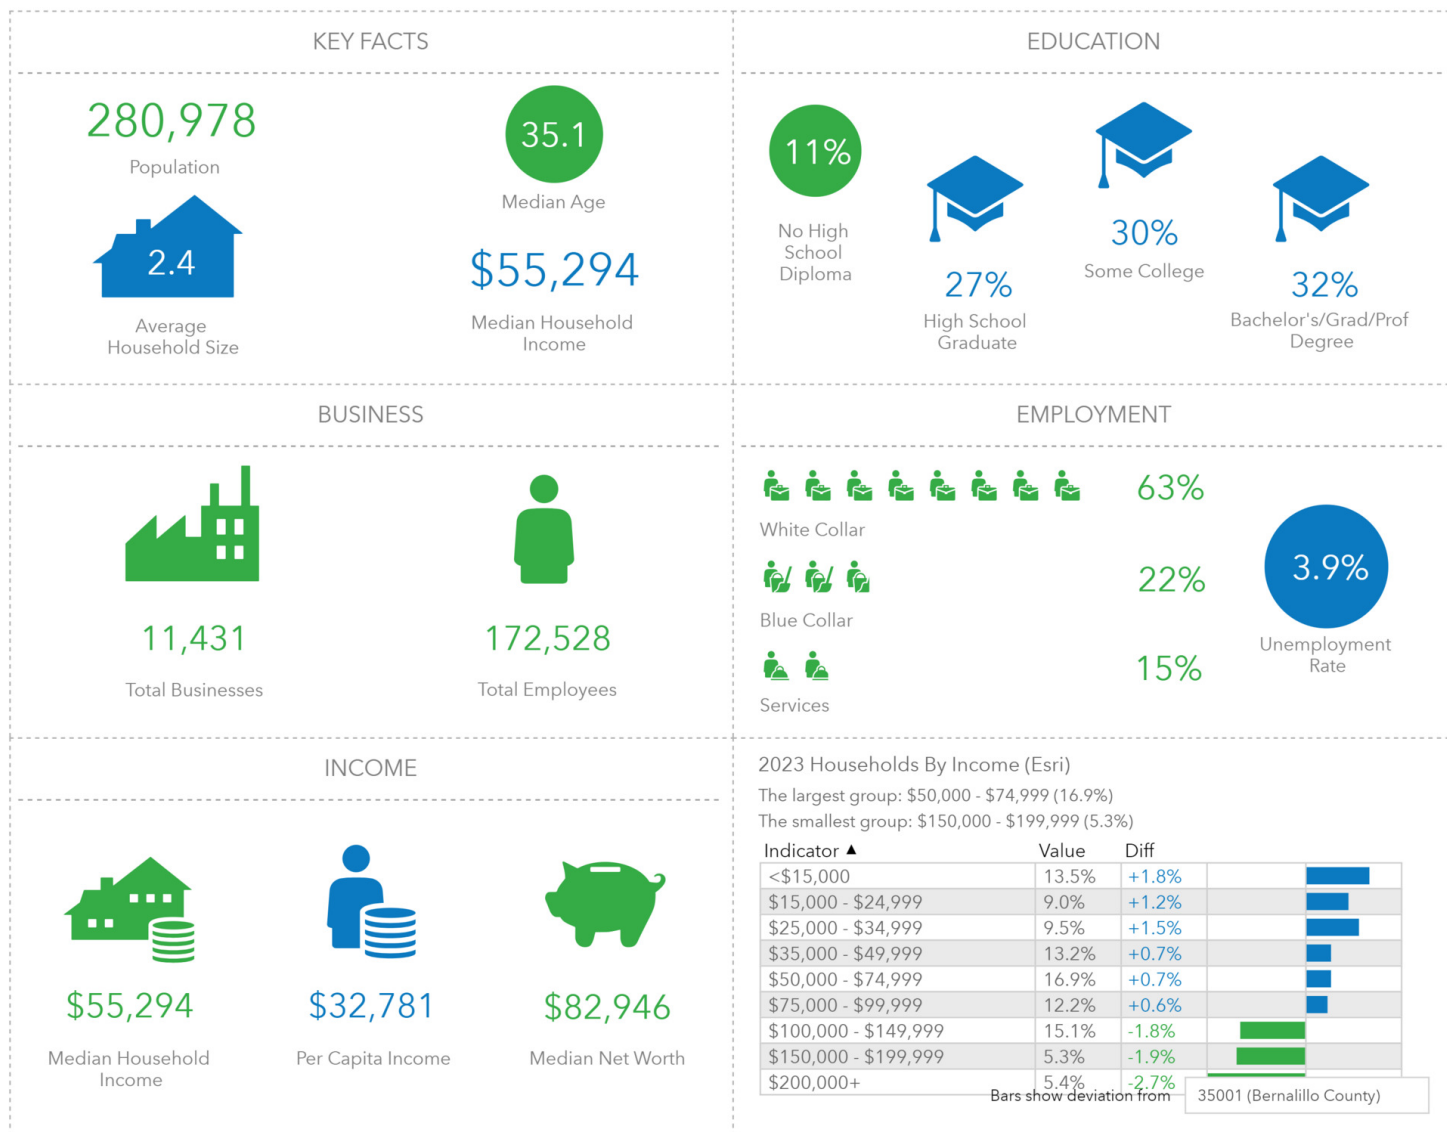 KEY FACTS
280,978
Population
35.1
Median Age
2.4
Average
Household Size
$55,294
Median Household
Income
EDUCATION
11%
No High
School
Diploma
27%
High School
Graduate
30%
Some College
32%
Bachelor's/Grad/Prof
Degree
BUSINESS
11,431
Total Businesses
172,528
Total Employees
EMPLOYMENT
63%
White Collar
22%
Blue Collar
15%
Services
3.9%
Unemployment
Rate
INCOME
$55,294
Median Household
Income
$32,781
Per Capita Income
$82,946
Median Net Worth
2023 Households By Income (Esri)
The largest group: $50,000 - $74,999 (16.9%)
The smallest group: $150,000 - $199,999 (5.3%)
Indicator ▲ Value Diff
<$15,000 13.5% +1.8%
$15,000 - $24,999 9.0% +1.2%
$25,000 - $34,999 9.5% +1.5%
$35,000 - $49,999 13.2% +0.7%
$50,000 - $74,999 16.9% +0.7%
$75,000 - $99,999 12.2% +0.6%
$100,000 - $149,999 15.1% -1.8%
$150,000 - $199,999 5.3% -1.9%
$200,000+ 5.4% -2.7%
Bars show deviation from 35001 (Bernalillo County)